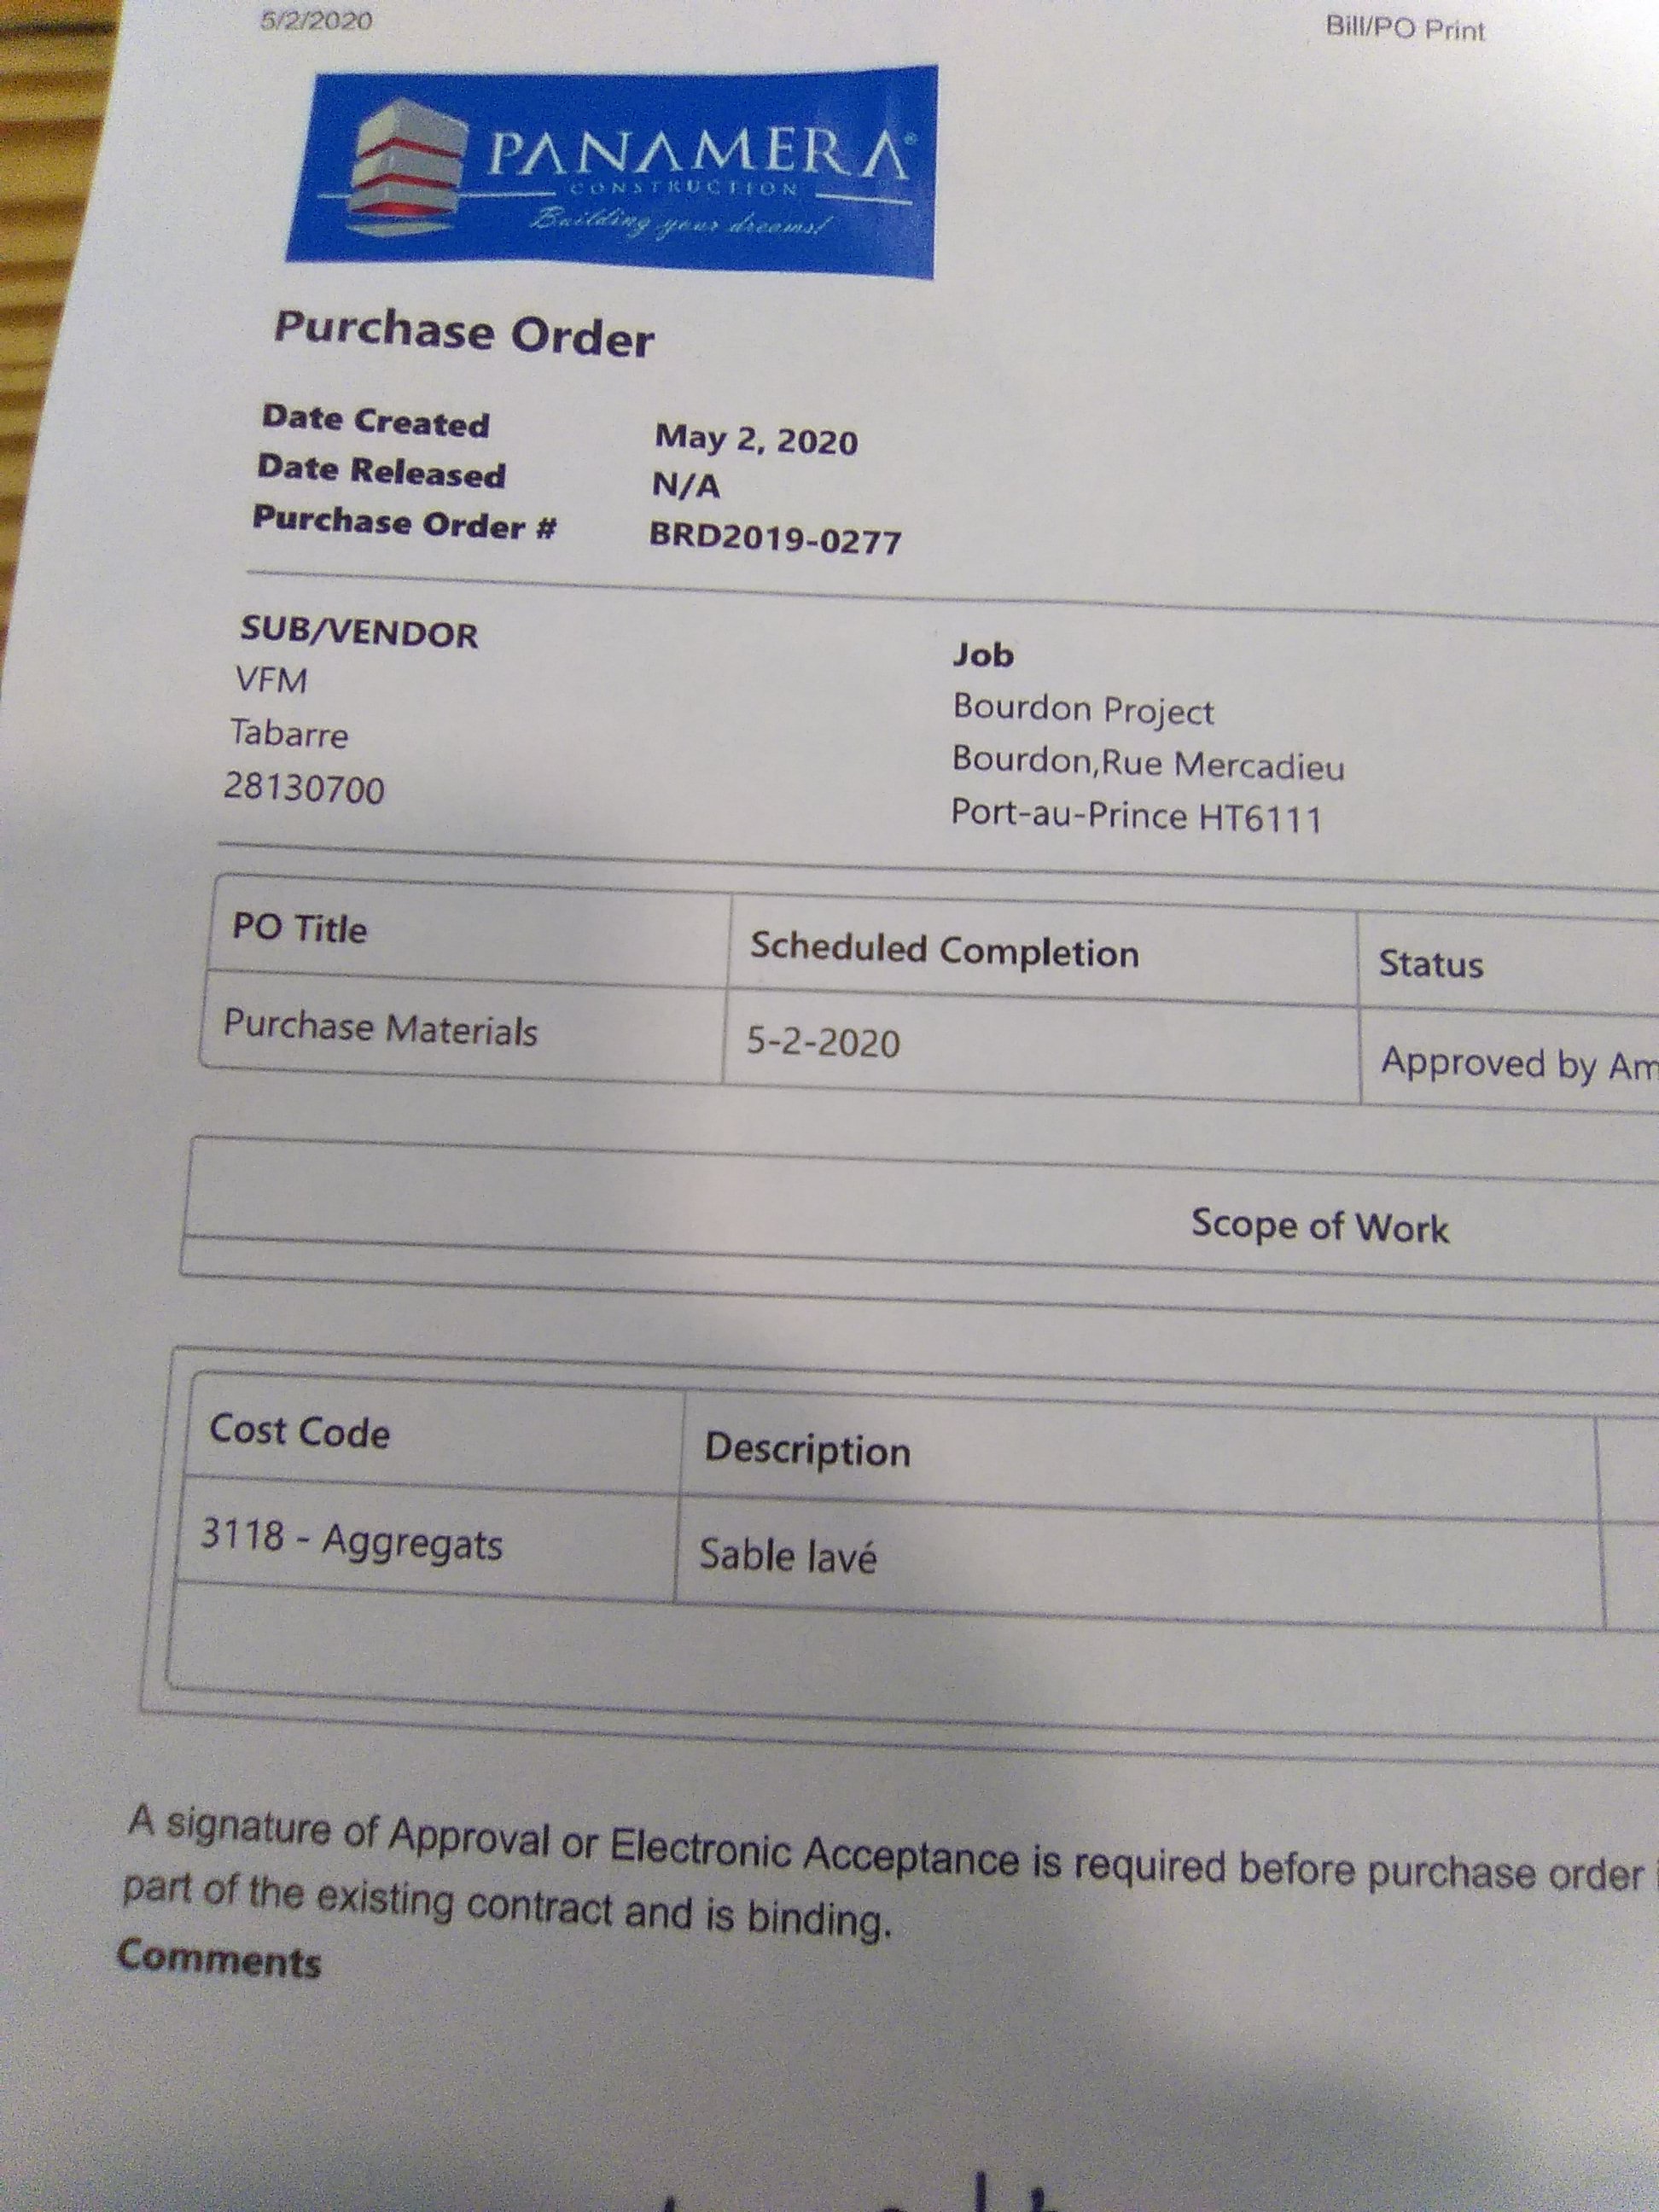 5/2/2020 Bill/PO Print
PANAMERA®
CONSTRUCTION
Building your dreams!
Purchase Order
Date Created May 2, 2020
Date Released N/A
Purchase Order # BRD2019-0277
SUB/VENDOR
VFM
Tabarre
28130700
Job
Bourdon Project
Bourdon,Rue Mercadieu
Port-au-Prince HT6111
PO Title Scheduled Completion Status
Purchase Materials 5-2-2020 Approved by Am
Scope of Work
Cost Code Description
3118 - Aggregats Sable lavé
A signature of Approval or Electronic Acceptance is required before purchase order
part of the existing contract and is binding.
Comments